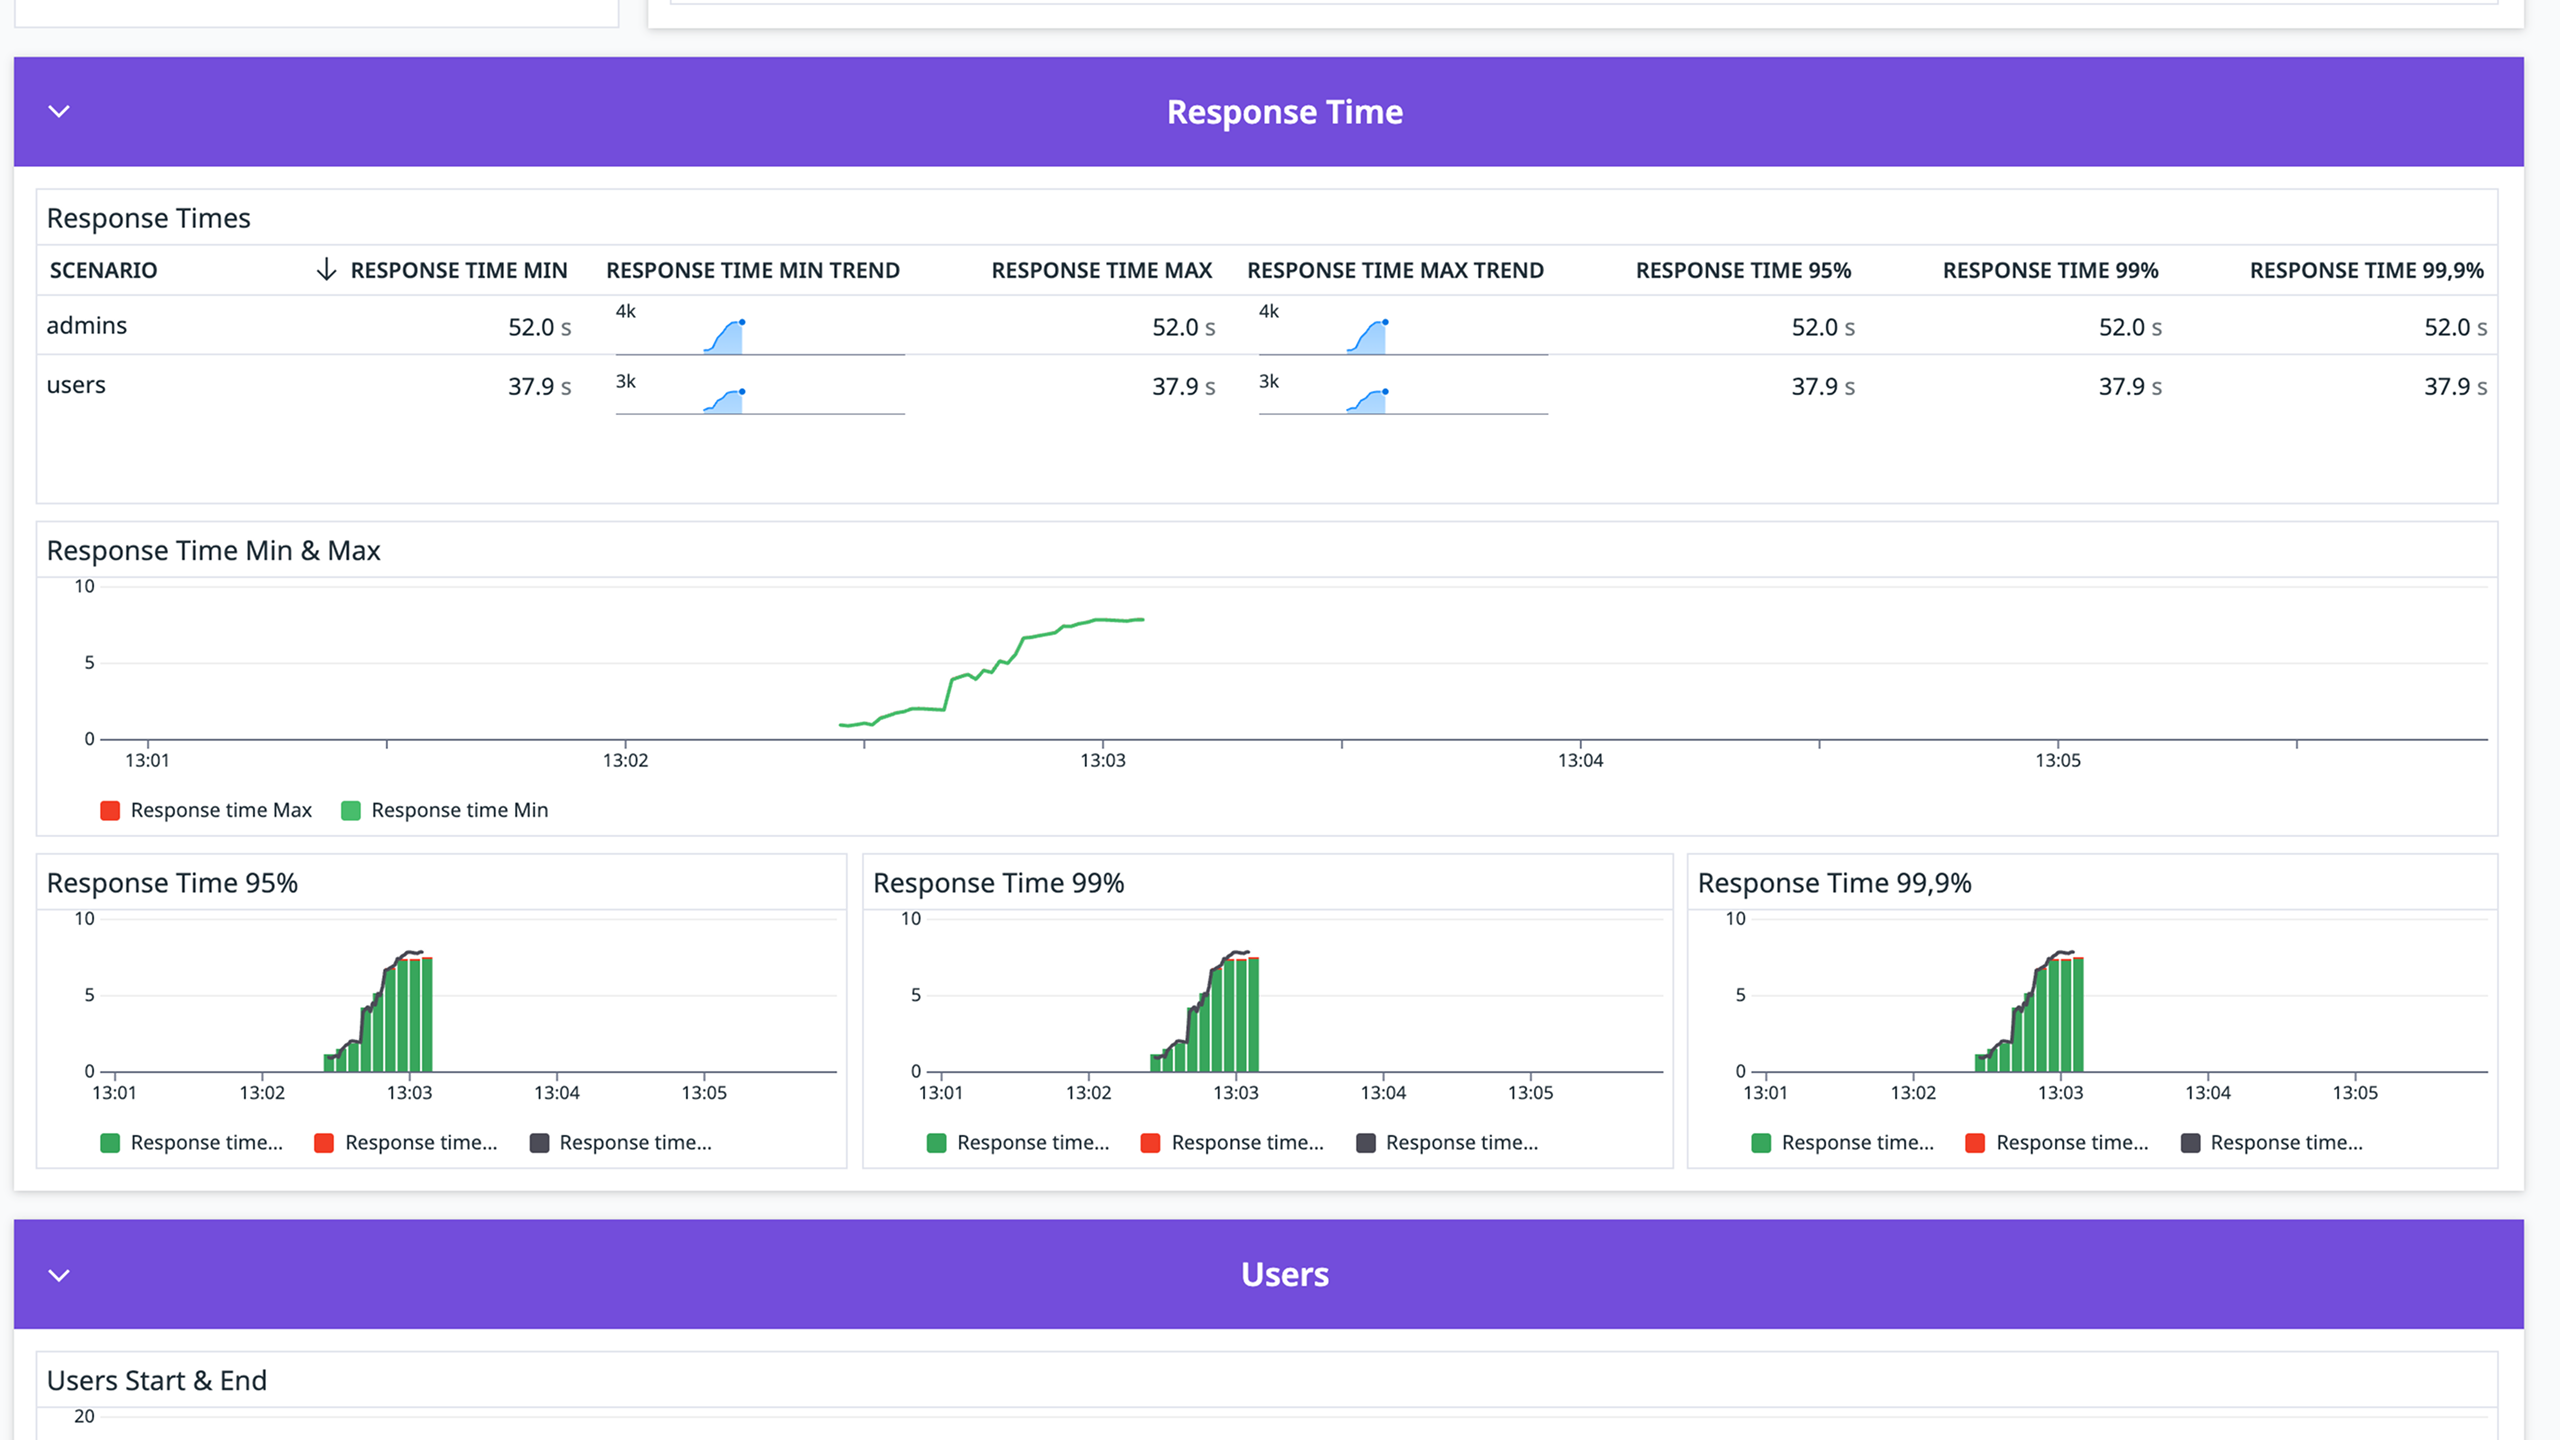 Response Time
Response Times
SCENARIO RESPONSE TIME MIN RESPONSE TIME MIN TREND RESPONSE TIME MAX RESPONSE TIME MAX TREND RESPONSE TIME 95% RESPONSE TIME 99% RESPONSE TIME 99,9%
admins 52.0 s 4k 52.0 s 4k 52.0 s 52.0 s 52.0 s
users 37.9 s 3k 37.9 s 3k 37.9 s 37.9 s 37.9 s
Response Time Min & Max
10
5
0
13:01 13:02 13:03 13:04 13:05
Response time Max Response time Min
Response Time 95%
10
5
0
13:01 13:02 13:03 13:04 13:05
Response time... Response time... Response time...
Response Time 99%
10
5
0
13:01 13:02 13:03 13:04 13:05
Response time... Response time... Response time...
Response Time 99,9%
10
5
0
13:01 13:02 13:03 13:04 13:05
Response time... Response time... Response time...
Users
Users Start & End
20